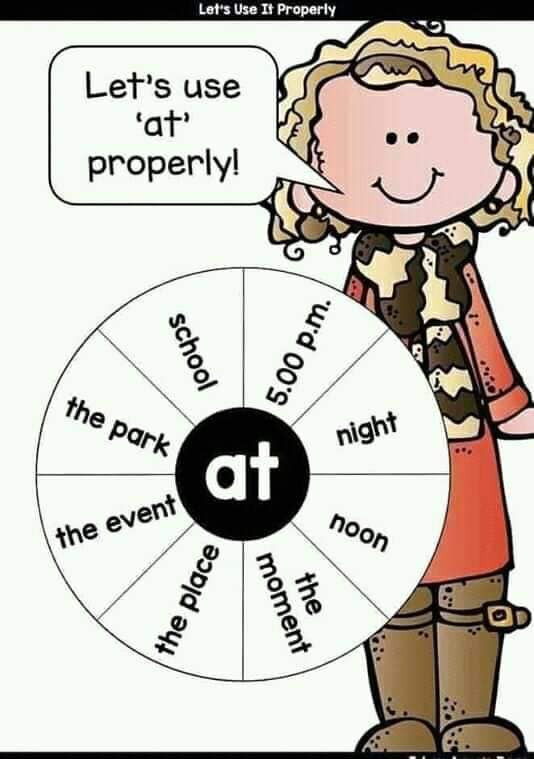 Let's Use It Properly
Let's use
'at'
properly!
at
5.00 p.m.
night
noon
the
moment
the place
the event
the park
school